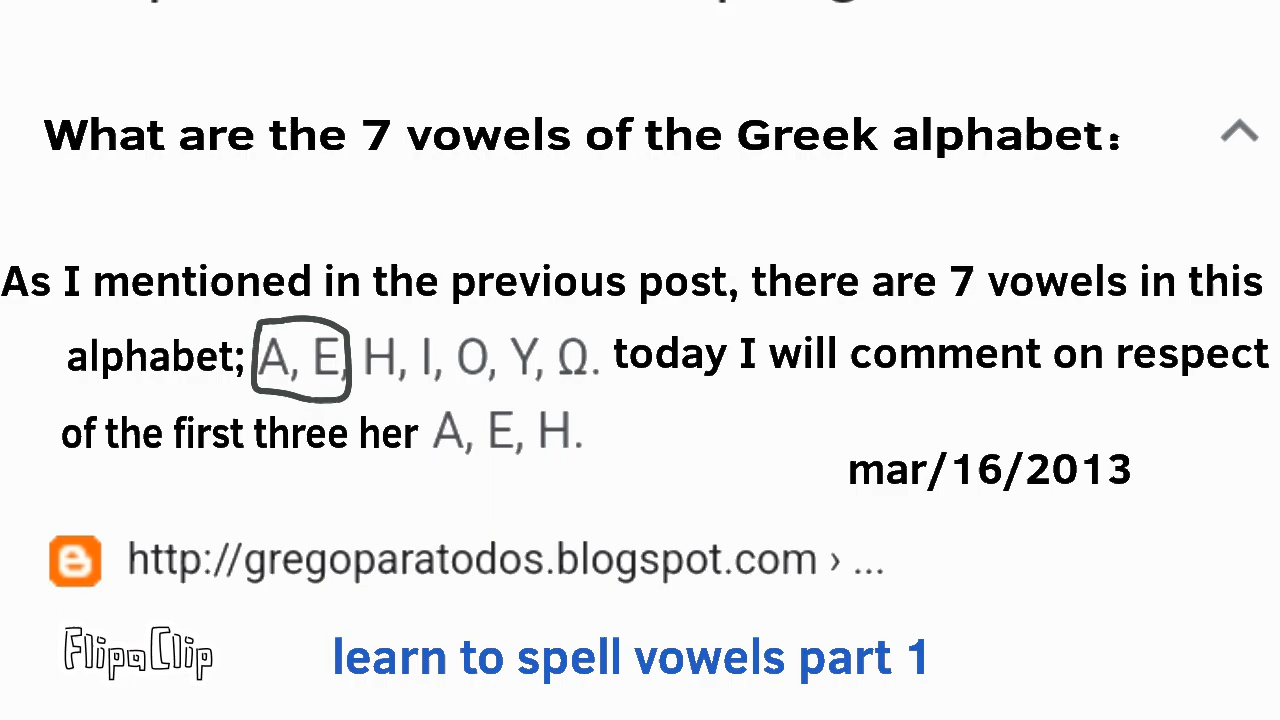 What are the 7 vowels of the Greek alphabet:
As I mentioned in the previous post, there are 7 vowels in this
alphabet; A, E, H, I, O, Y, Ω. today I will comment on respect
of the first three her A, E, H.
mar/16/2013
http://gregoparatodos.blogspot.com › ...
FlipaClip
learn to spell vowels part 1